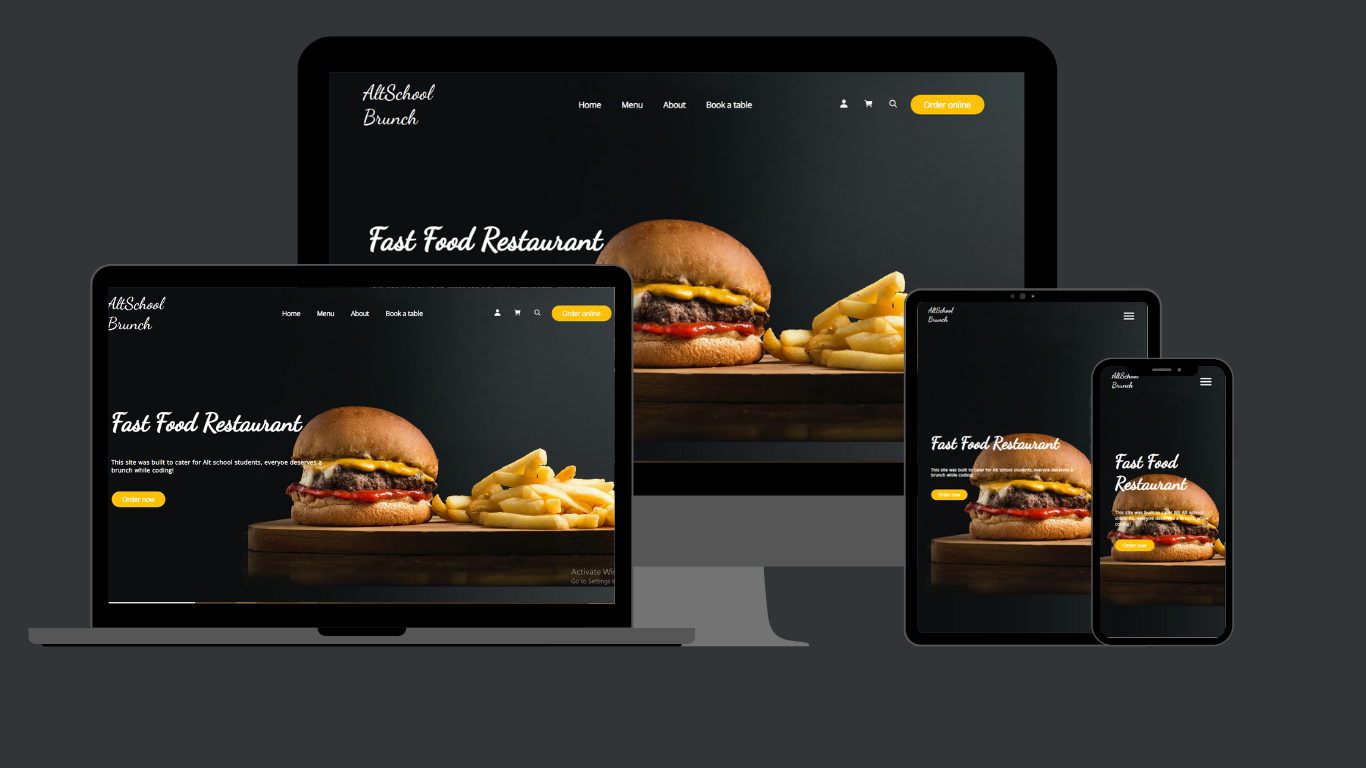 AltSchool
Brunch
Home Menu About Book a table
Order online
Fast Food Restaurant
AltSchool
Brunch
Home Menu About Book a table
Order online
Fast Food Restaurant
This site was built to cater for Alt school students, everyoe deserves a
brunch while coding!
Order now
Activate Wi
Go to Settings t
AltSchool
Brunch
Fast Food Restaurant
This site was built to cater for Alt school students, everyoe deserves a
brunch while coding!
Order now
AltSchool
Brunch
Fast Food
Restaurant
This site was built to cater for Alt school
students, everyoe deserves a brunch while
coding!
Order now